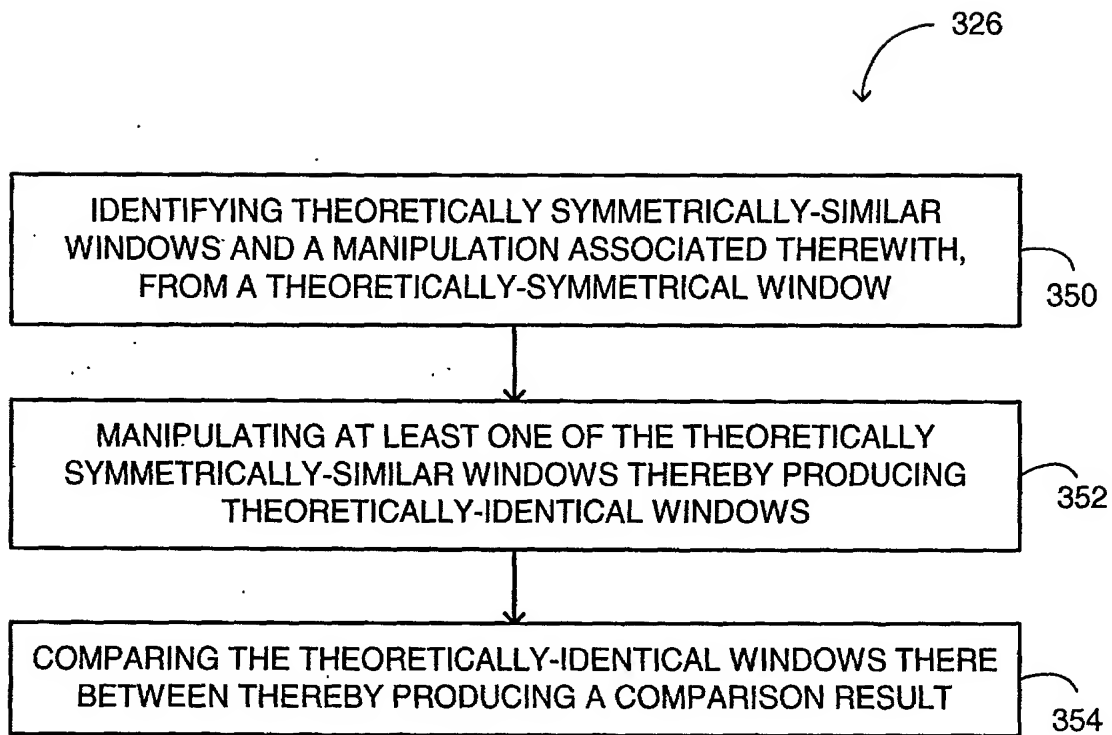 326
IDENTIFYING THEORETICALLY SYMMETRICALLY-SIMILAR
WINDOWS AND A MANIPULATION ASSOCIATED THEREWITH,
FROM A THEORETICALLY-SYMMETRICAL WINDOW
350
MANIPULATING AT LEAST ONE OF THE THEORETICALLY
SYMMETRICALLY-SIMILAR WINDOWS THEREBY PRODUCING
THEORETICALLY-IDENTICAL WINDOWS
352
COMPARING THE THEORETICALLY-IDENTICAL WINDOWS THERE
BETWEEN THEREBY PRODUCING A COMPARISON RESULT
354